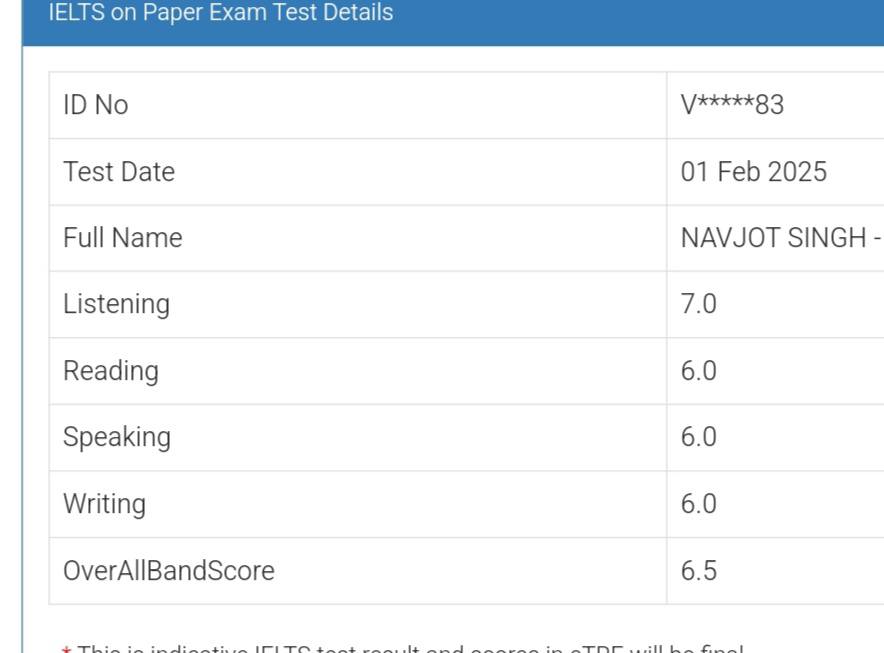 IELTS on Paper Exam Test Details
ID No V*****83
Test Date 01 Feb 2025
Full Name NAVJOT SINGH -
Listening 7.0
Reading 6.0
Speaking 6.0
Writing 6.0
OverAllBandScore 6.5
* This is indicative IELTS test result and scores in eTRF will be final